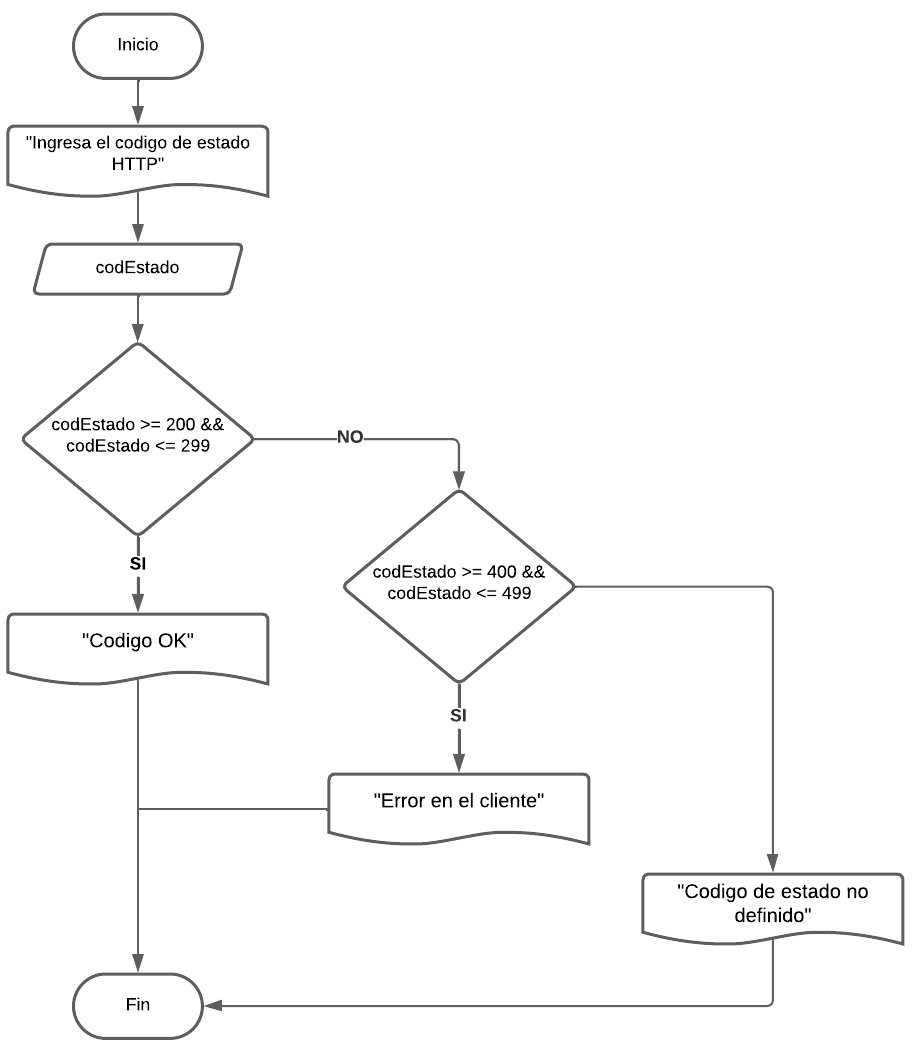 Inicio
"Ingresa el codigo de estado
HTTP"
codEstado
codEstado >= 200 &&
codEstado <= 299
NO
SI
codEstado >= 400 &&
codEstado <= 499
"Codigo OK"
SI
"Error en el cliente"
"Codigo de estado no
definido"
Fin